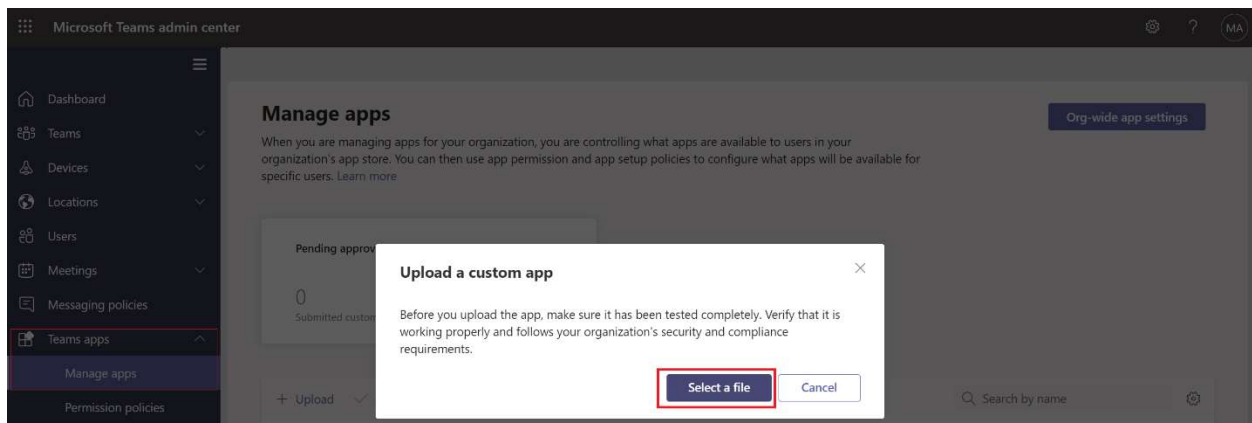 Microsoft Teams admin center
?
MA
Dashboard
Teams
Devices
Locations
Users
Meetings
Messaging policies
Teams apps
Manage apps
Permission policies
Manage apps
Org-wide app settings
When you are managing apps for your organization, you are controlling what apps are available to users in your
organization's app store. You can then use app permission and app setup policies to configure what apps will be available for
specific users. Learn more
Pending approv
0
Submitted custom
Upload a custom app
Before you upload the app, make sure it has been tested completely. Verify that it is
working properly and follows your organization's security and compliance
requirements.
Select a file
Cancel
+ Upload
Search by name